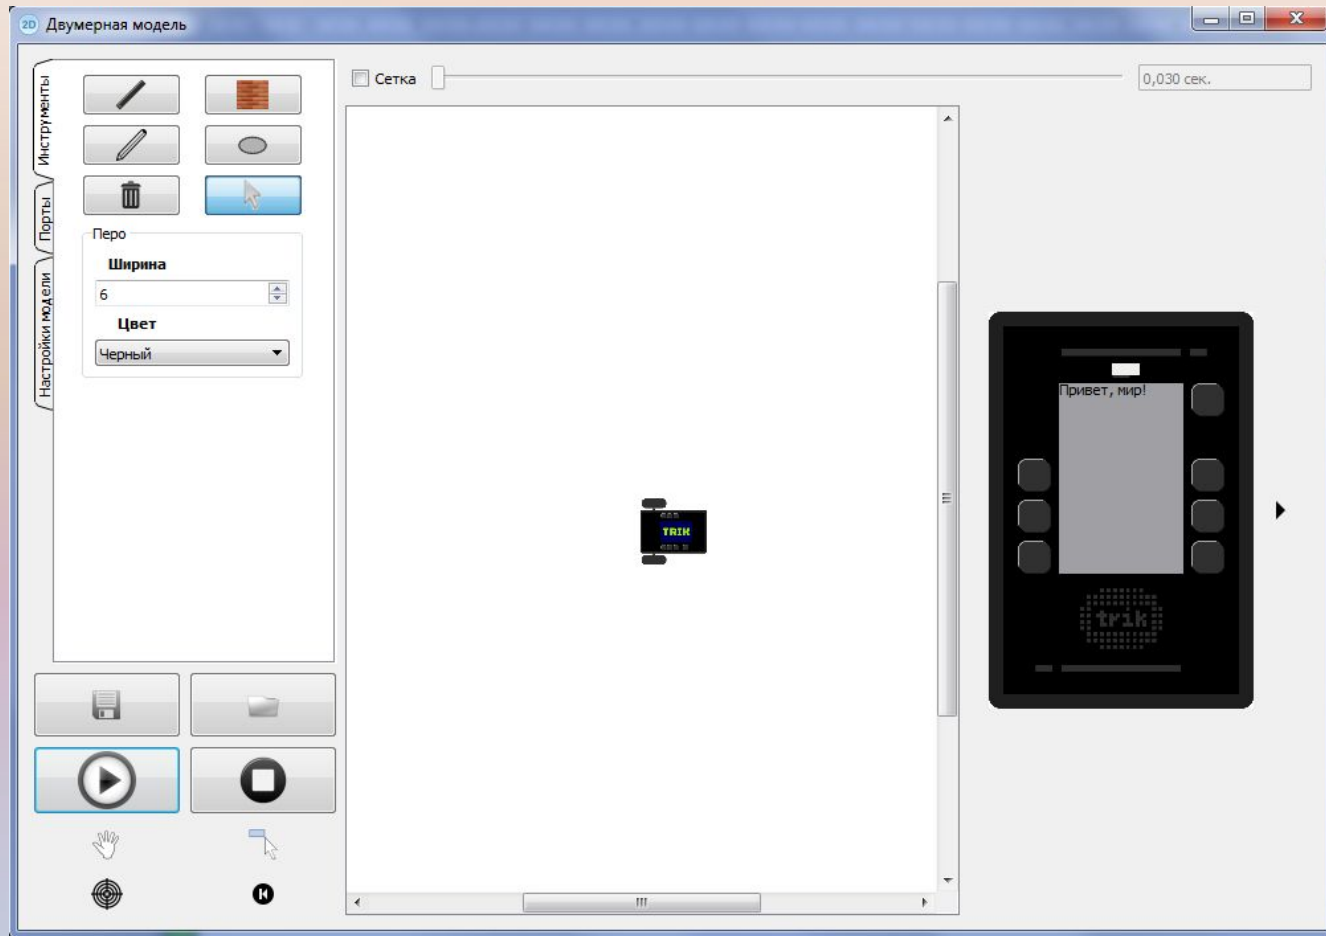 2D Двумерная модель
Инструменты
Порты
Настройки модели
Перо
Ширина
6
Цвет
Черный
Сетка
0,030 сек.
TRIK
Привет, мир!
trik